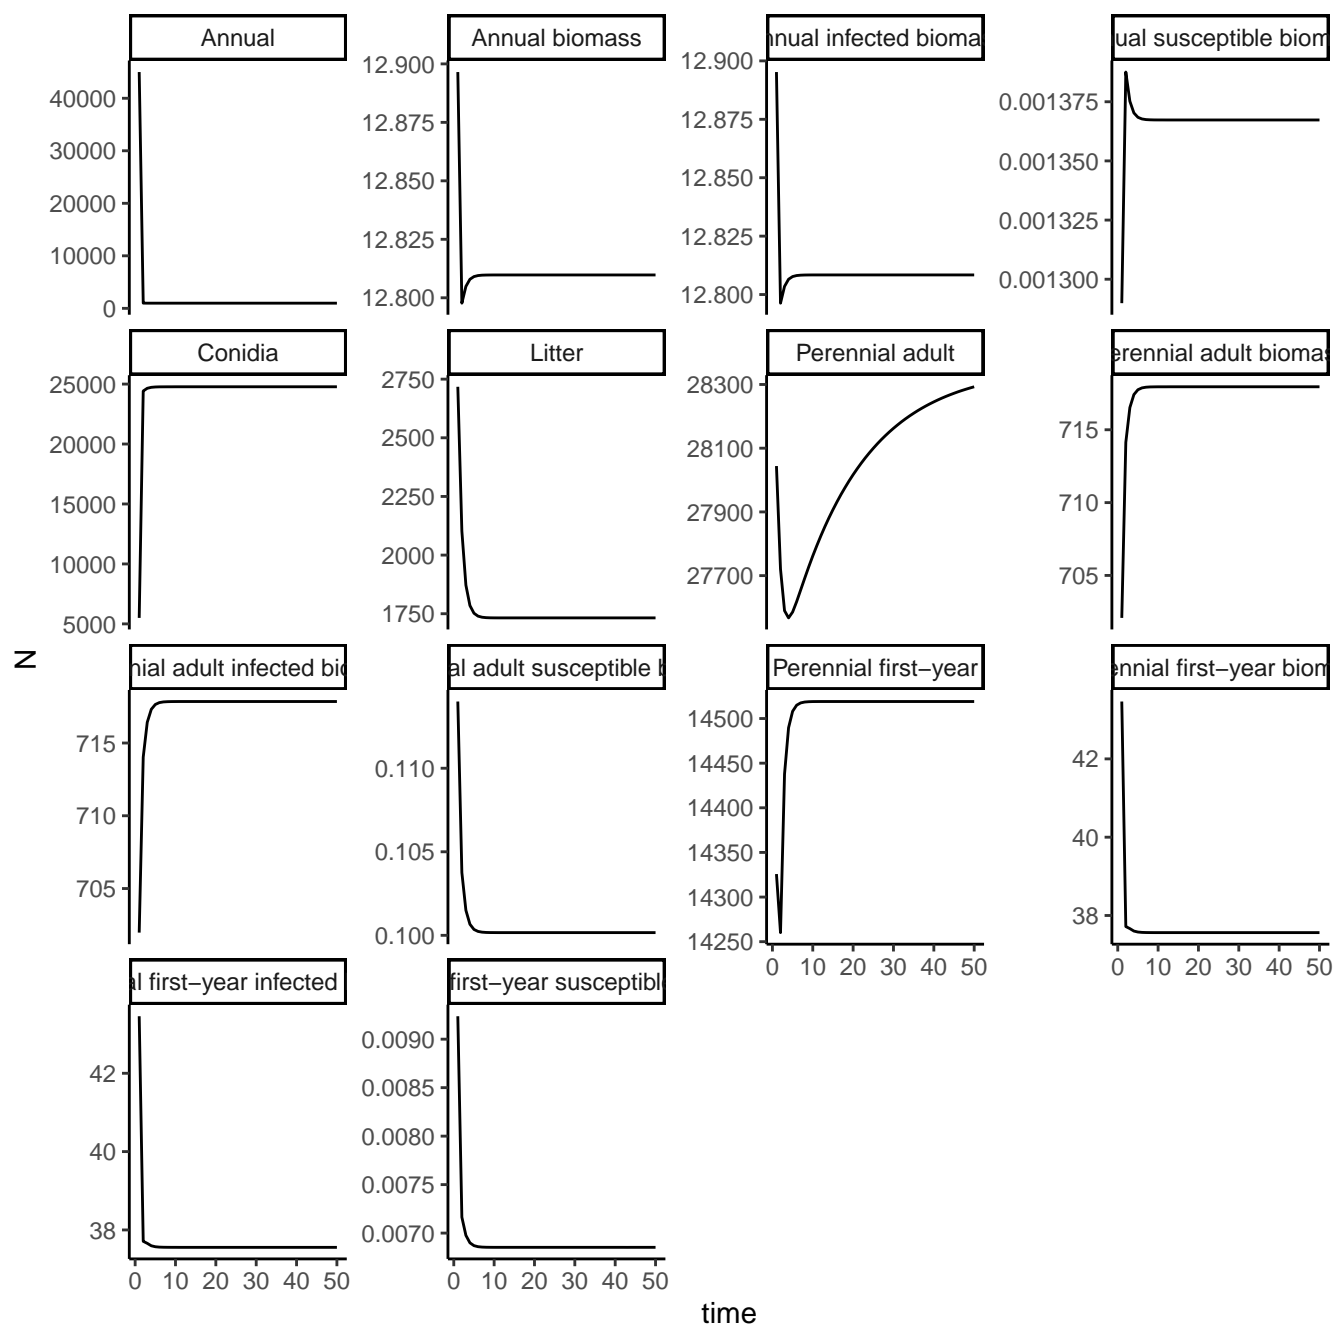 Annual
Annual biomass
nnual infected bioma
ual susceptible biom
40000
30000
20000
10000
0
12.900
12.875
12.850
12.825
12.800
12.900
12.875
12.850
12.825
12.800
0.001375
0.001350
0.001325
0.001300
Conidia
Litter
Perennial adult
erennial adult biomas
25000
20000
15000
10000
5000
2750
2500
2250
2000
1750
28300
28100
27900
27700
715
710
705
N
nial adult infected bio
al adult susceptible b
Perennial first−year
ennial first−year biom
715
710
705
0.110
0.105
0.100
14500
14450
14400
14350
14300
14250
0 10 20 30 40 50
42
40
38
0 10 20 30 40 50
al first−year infected
first−year susceptible
42
40
38
0 10 20 30 40 50
0.0090
0.0085
0.0080
0.0075
0.0070
0 10 20 30 40 50
time